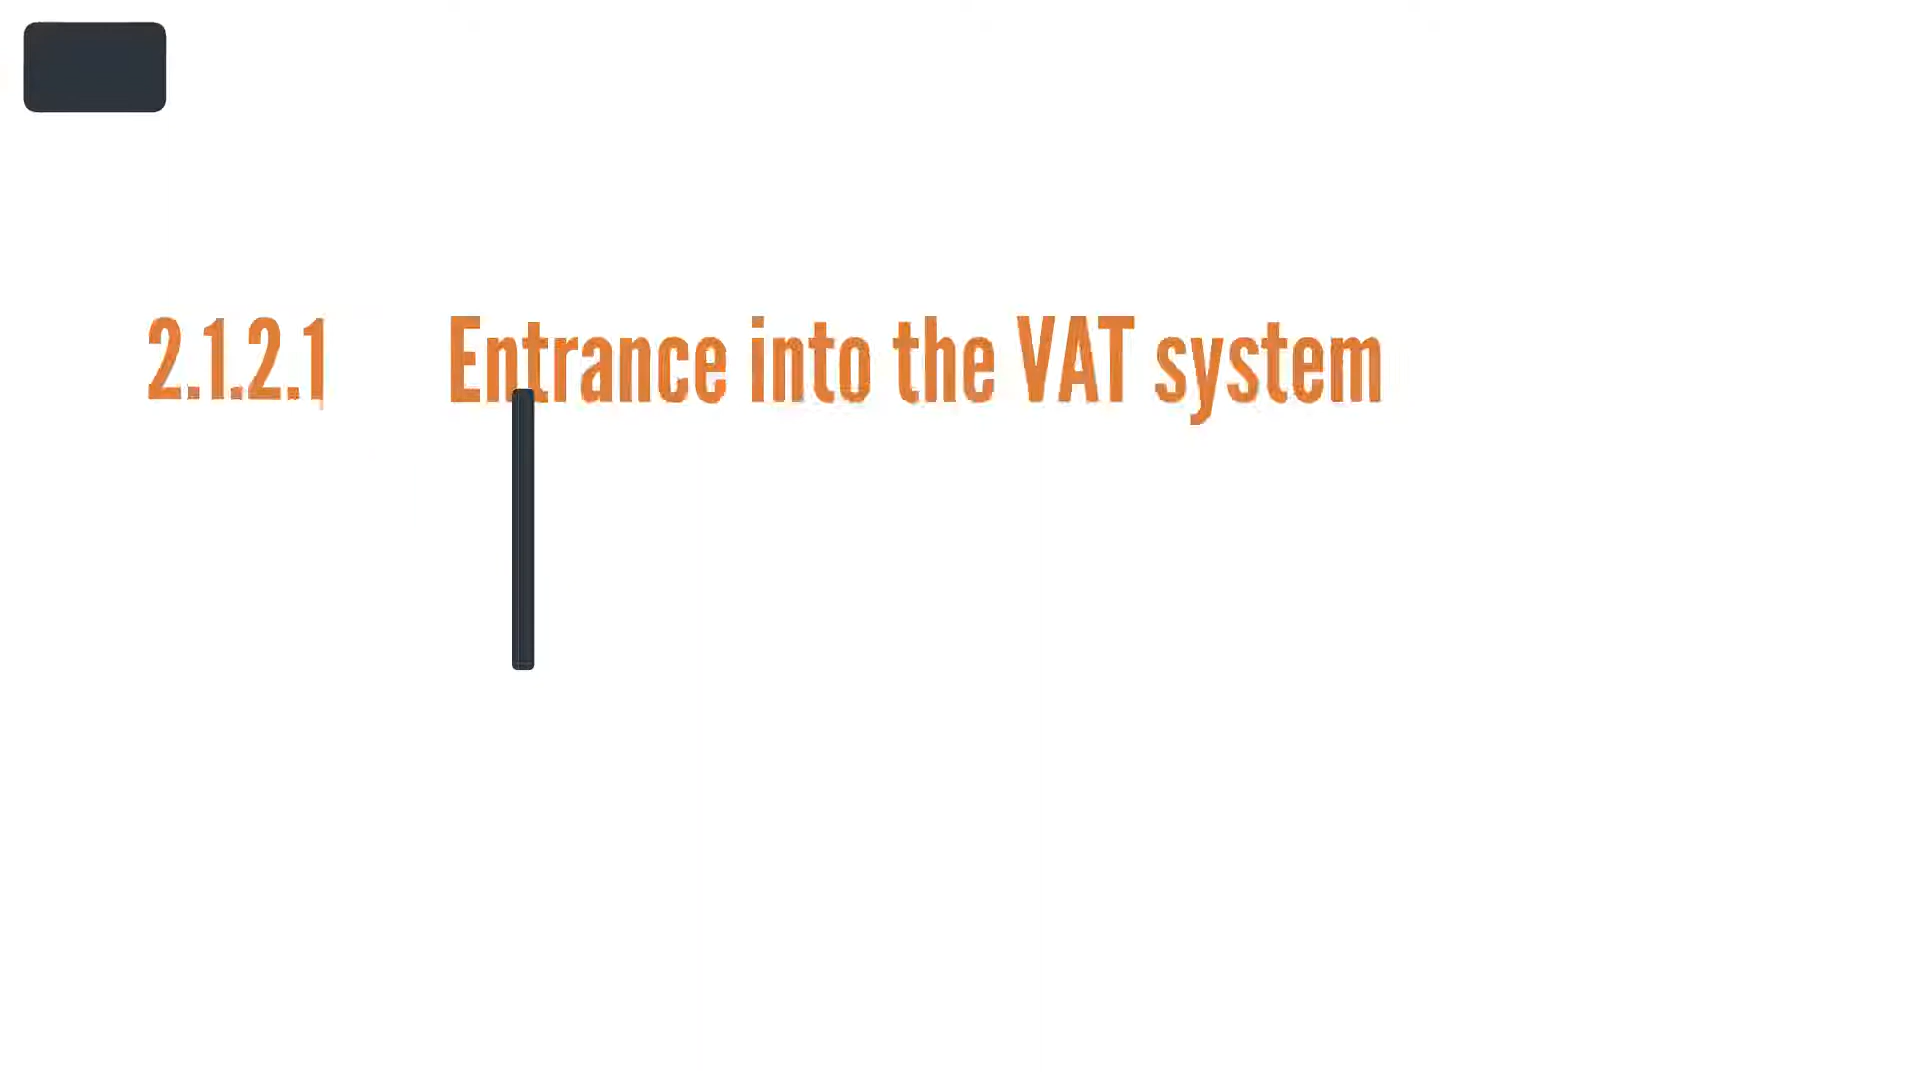 2.1.2.1 Entrance into the VAT system